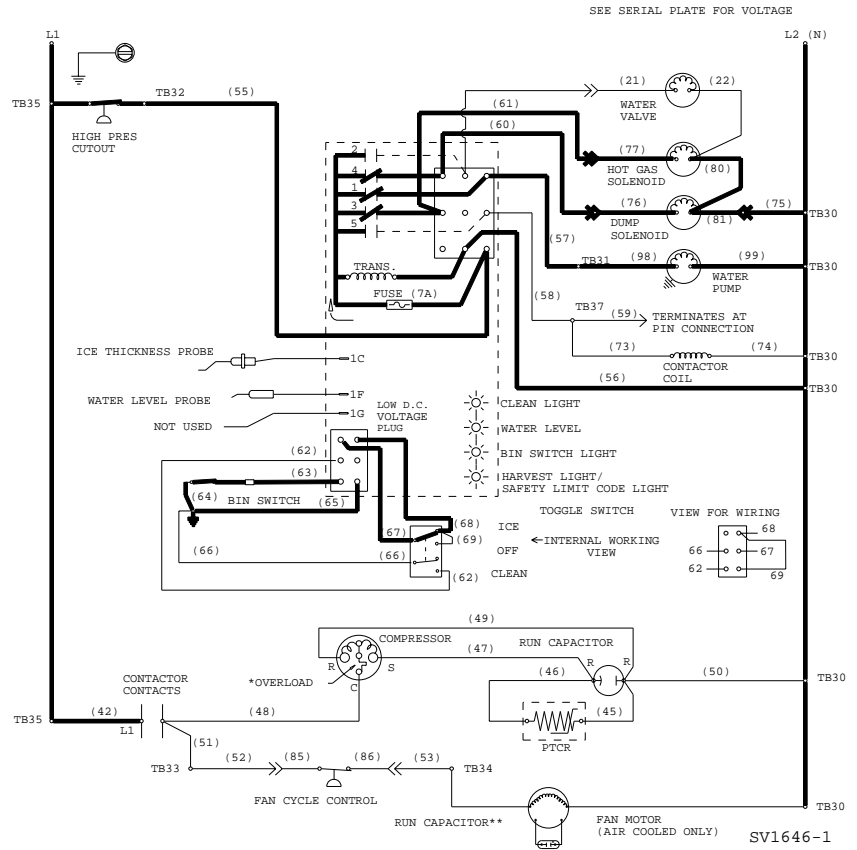 SEE SERIAL PLATE FOR VOLTAGE
L1
L2 (N)
TB35
TB32
(55)
HIGH PRES
CUTOUT
(21)
(22)
WATER
VALVE
(61)
(60)
(77)
(80)
HOT GAS
SOLENOID
(76)
(81)
(75)
TB30
DUMP
SOLENOID
2
4
1
3
5
(57)
TB31
(98)
(99)
TB30
WATER
PUMP
TRANS.
FUSE (7A)
(58)
TB37
(59)
TERMINATES AT
PIN CONNECTION
(73)
(74)
TB30
CONTACTOR
COIL
(56)
TB30
ICE THICKNESS PROBE
1C
WATER LEVEL PROBE
1F
NOT USED
1G
LOW D.C.
VOLTAGE
PLUG
CLEAN LIGHT
WATER LEVEL
BIN SWITCH LIGHT
HARVEST LIGHT/
SAFETY LIMIT CODE LIGHT
(62)
(63)
(64)
BIN SWITCH
(65)
(66)
(67)
(68)
(69)
(66)
(62)
TOGGLE SWITCH
ICE
OFF
CLEAN
INTERNAL WORKING
VIEW
VIEW FOR WIRING
68
66
67
62
69
(49)
COMPRESSOR
(47)
RUN CAPACITOR
R
S
C
*OVERLOAD
R
R
(46)
(50)
TB30
(45)
PTCR
CONTACTOR
CONTACTS
TB35
(42)
L1
(48)
(51)
TB33
(52)
(85)
(86)
(53)
TB34
FAN CYCLE CONTROL
RUN CAPACITOR**
FAN MOTOR
(AIR COOLED ONLY)
TB30
SV1646-1